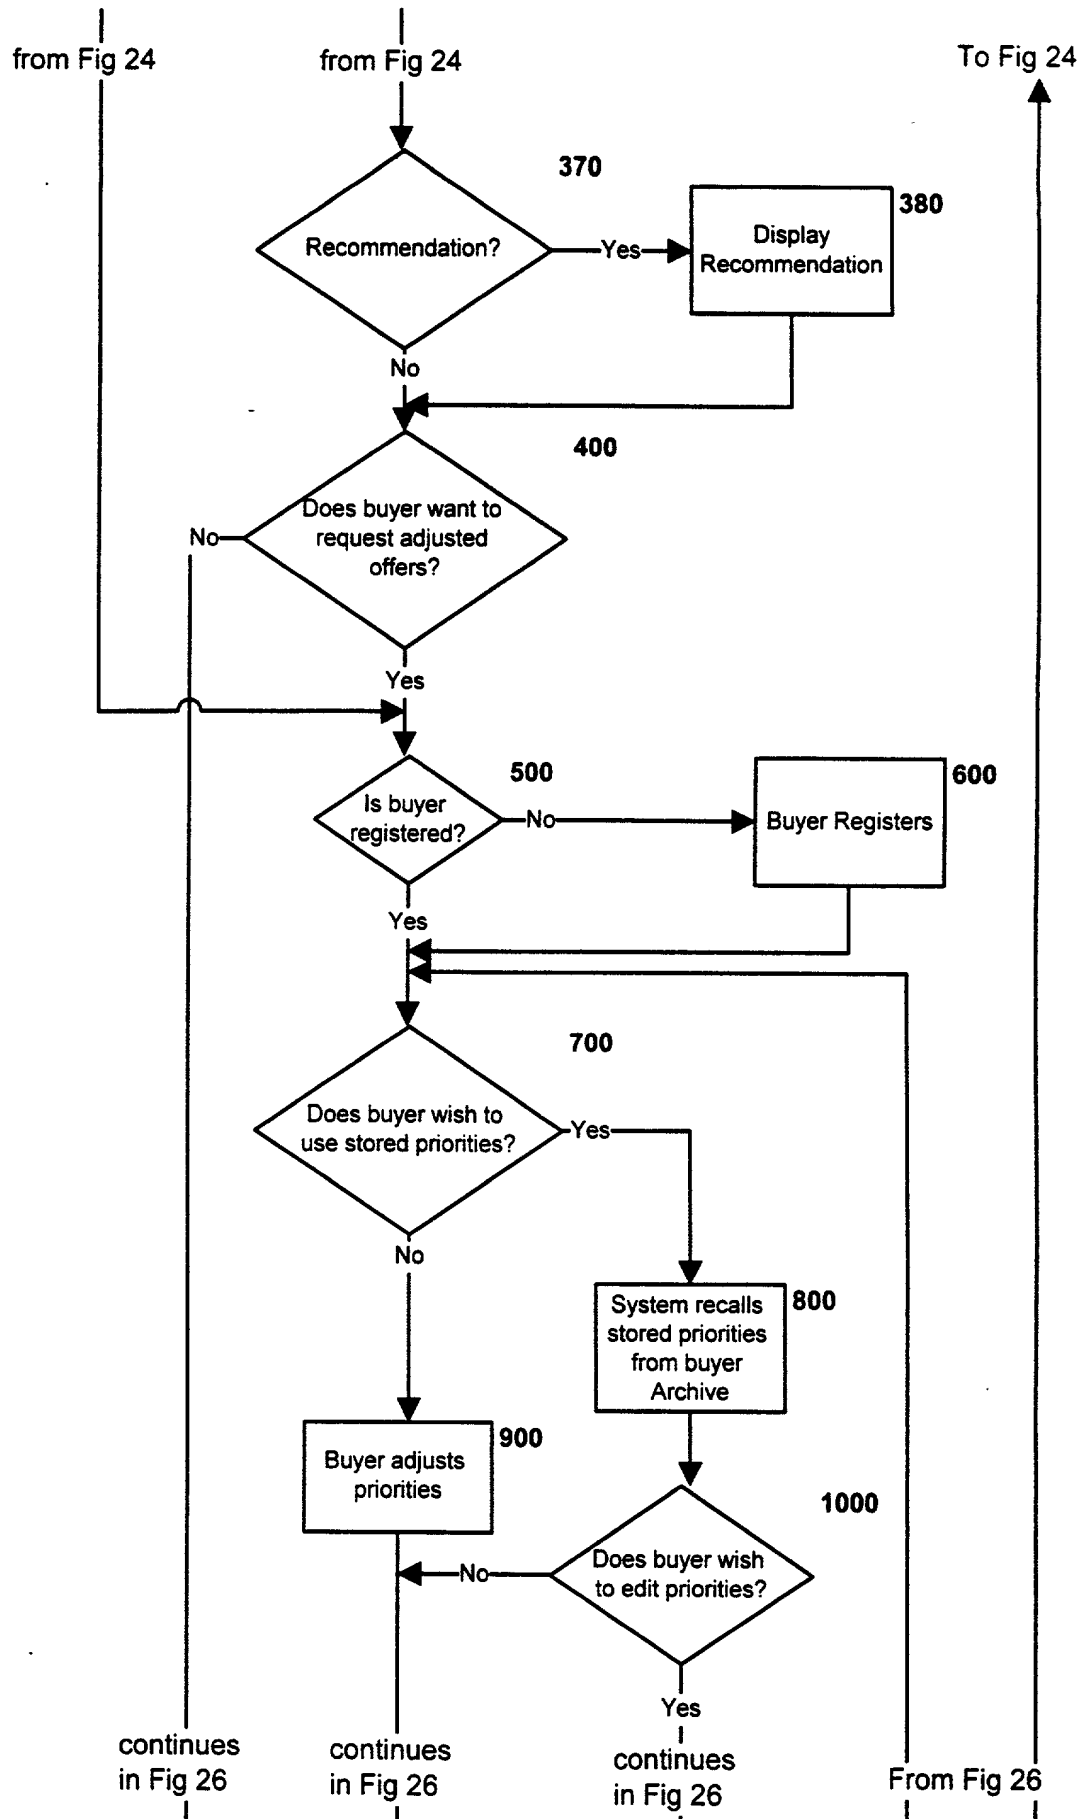 from Fig 24
from Fig 24
To Fig 24
370
380
Recommendation?
Yes
Display
Recommendation
No
400
Does buyer want to
request adjusted
offers?
No
Yes
500
600
Is buyer
registered?
No
Buyer Registers
Yes
700
Does buyer wish to
use stored priorities?
Yes
No
800
System recalls
stored priorities
from buyer
Archive
900
Buyer adjusts
priorities
1000
Does buyer wish
to edit priorities?
No
Yes
continues
in Fig 26
continues
in Fig 26
continues
in Fig 26
From Fig 26